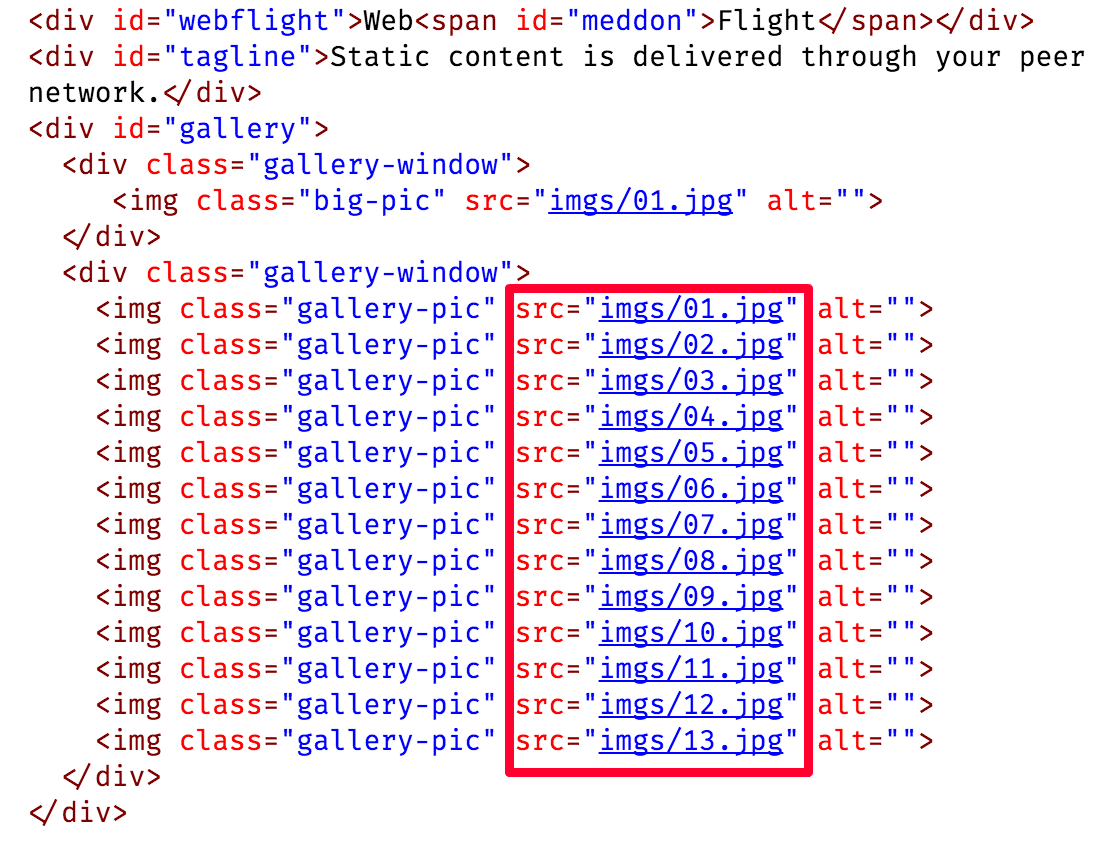 <div id="webflight">Web<span id="meddon">Flight</span></div>
<div id="tagline">Static content is delivered through your peer
network.</div>
<div id="gallery">
  <div class="gallery-window">
     <img class="big-pic" src="imgs/01.jpg" alt="">
  </div>
  <div class="gallery-window">
    <img class="gallery-pic" src="imgs/01.jpg" alt="">
    <img class="gallery-pic" src="imgs/02.jpg" alt="">
    <img class="gallery-pic" src="imgs/03.jpg" alt="">
    <img class="gallery-pic" src="imgs/04.jpg" alt="">
    <img class="gallery-pic" src="imgs/05.jpg" alt="">
    <img class="gallery-pic" src="imgs/06.jpg" alt="">
    <img class="gallery-pic" src="imgs/07.jpg" alt="">
    <img class="gallery-pic" src="imgs/08.jpg" alt="">
    <img class="gallery-pic" src="imgs/09.jpg" alt="">
    <img class="gallery-pic" src="imgs/10.jpg" alt="">
    <img class="gallery-pic" src="imgs/11.jpg" alt="">
    <img class="gallery-pic" src="imgs/12.jpg" alt="">
    <img class="gallery-pic" src="imgs/13.jpg" alt="">
  </div>
</div>